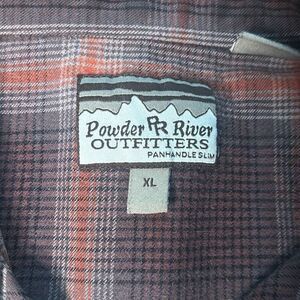 Powder PR River
OUTFITTERS
PANHANDLE SLIM
XL